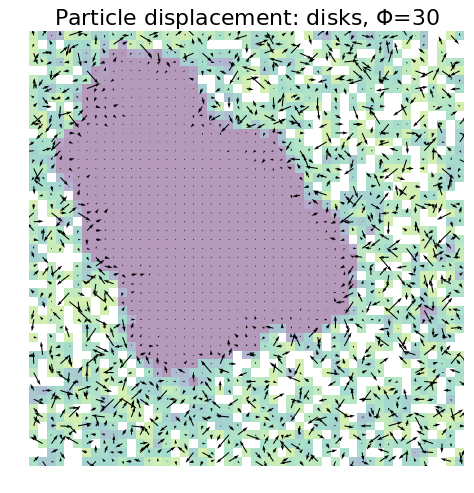 Particle displacement: disks, Φ=30